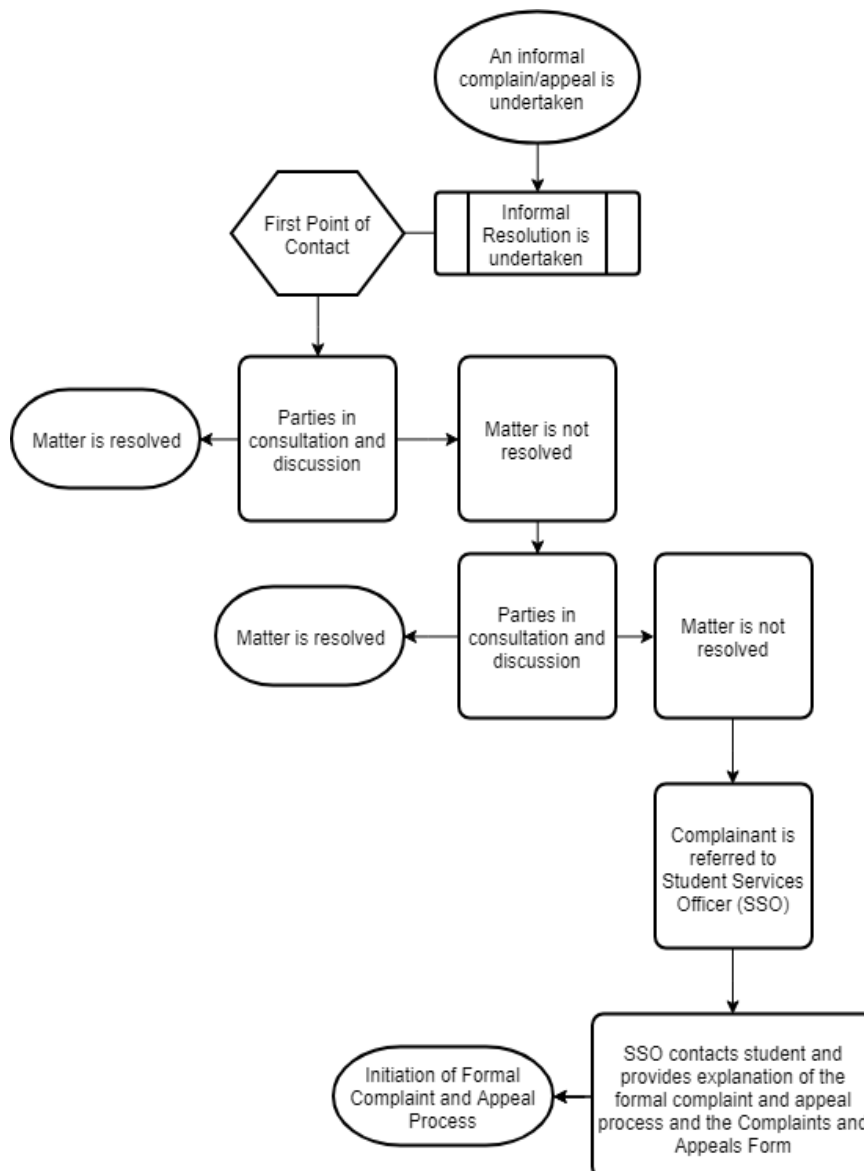 An informal
complain/appeal is
undertaken
Informal
Resolution is
undertaken
First Point of
Contact
Matter is resolved
Parties in
consultation and
discussion
Matter is not
resolved
Matter is resolved
Parties in
consultation and
discussion
Matter is not
resolved
Complainant is
referred to
Student Services
Officer (SSO)
SSO contacts student and
provides explanation of the
formal complaint and appeal
process and the Complaints and
Appeals Form
Initiation of Formal
Complaint and Appeal
Process